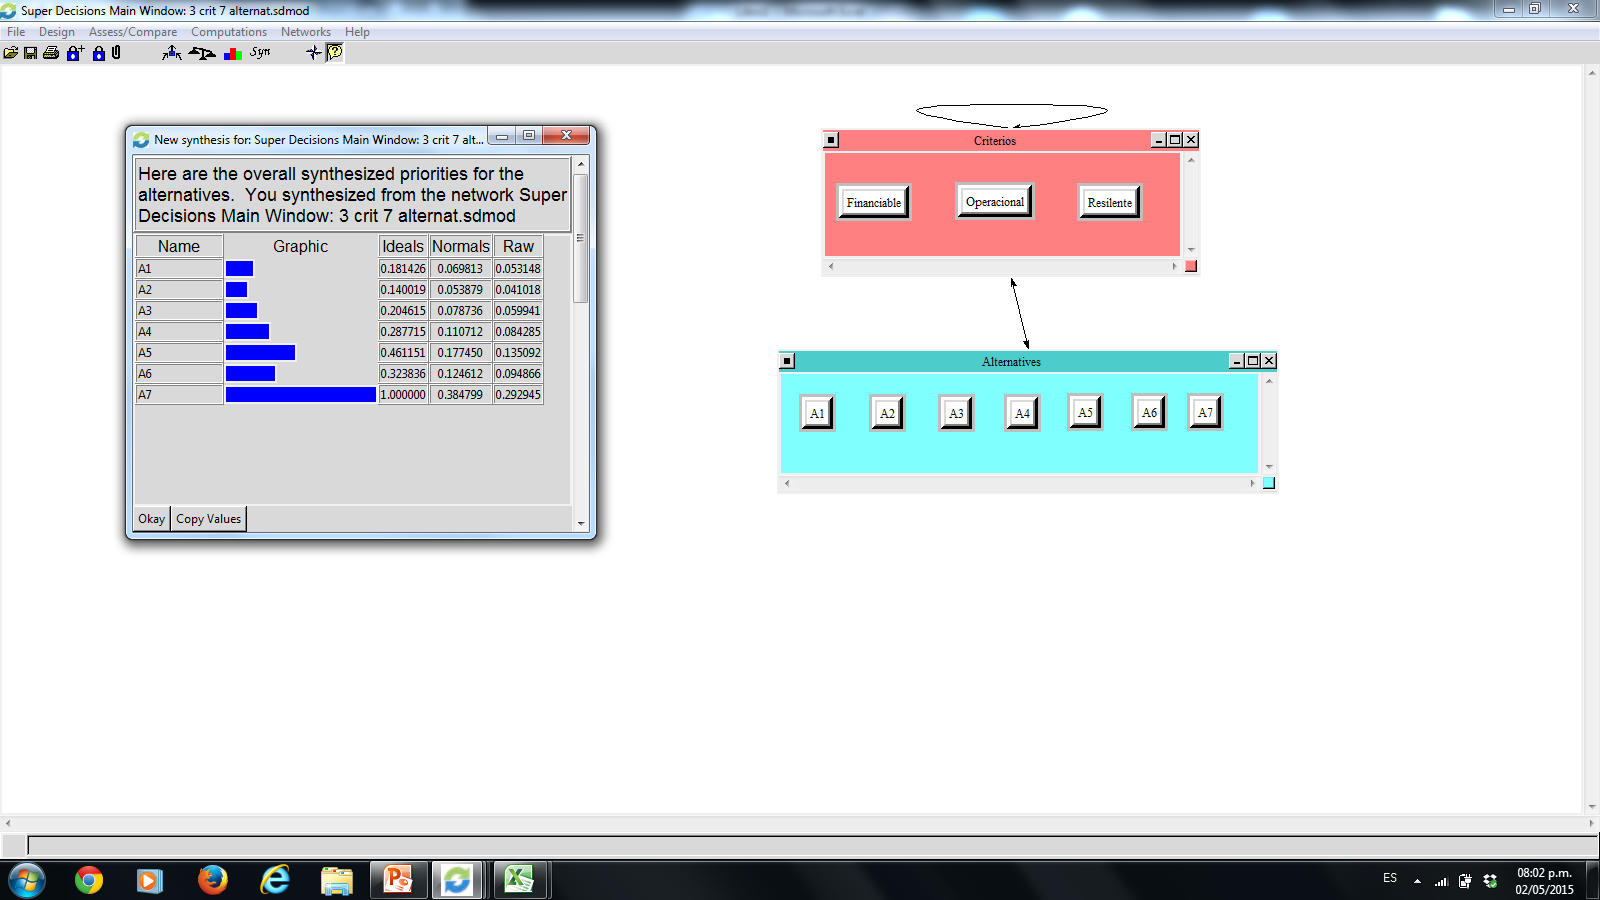 Super Decisions Main Window: 3 crit 7 alternat.sdmod
File Design Assess/Compare Computations Networks Help
Syn
New synthesis for: Super Decisions Main Window: 3 crit 7 alt...
Here are the overall synthesized priorities for the
alternatives. You synthesized from the network Super
Decisions Main Window: 3 crit 7 alternat.sdmod
Name Graphic Ideals Normals Raw
A1 0.181426 0.069813 0.053148
A2 0.140019 0.053879 0.041018
A3 0.204615 0.078736 0.059941
A4 0.287715 0.110712 0.084285
A5 0.461151 0.177450 0.135092
A6 0.323836 0.124612 0.094866
A7 1.000000 0.384799 0.292945
Okay Copy Values
Criterios
Financiable Operacional Resilente
Alternatives
A1 A2 A3 A4 A5 A6 A7
ES
08:02 p.m.
02/05/2015